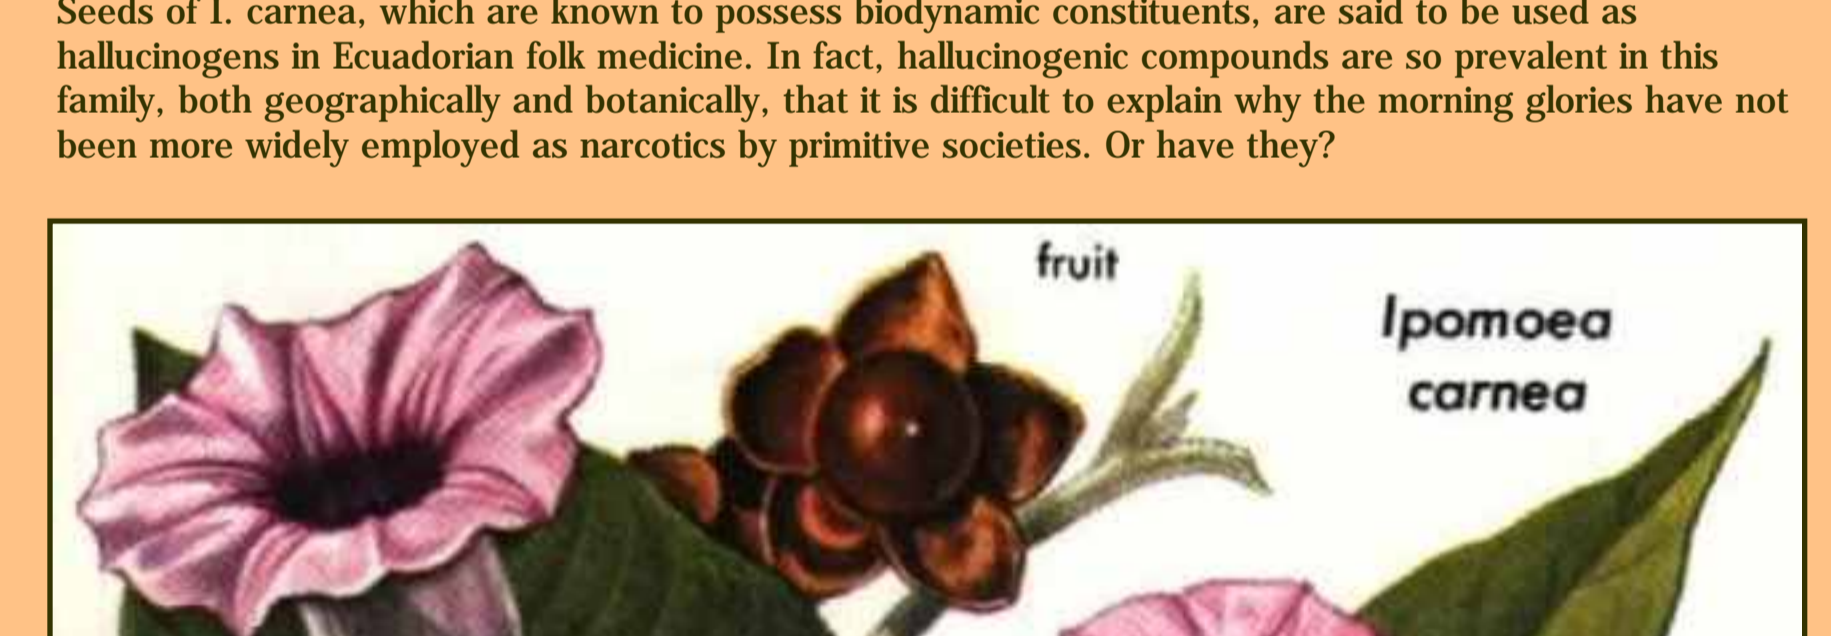 Seeds of I. carnea, which are known to possess biodynamic constituents, are said to be used as
hallucinogens in Ecuadorian folk medicine. In fact, hallucinogenic compounds are so prevalent in this
family, both geographically and botanically, that it is difficult to explain why the morning glories have not
been more widely employed as narcotics by primitive societies. Or have they?
fruit
Ipomoea
carnea